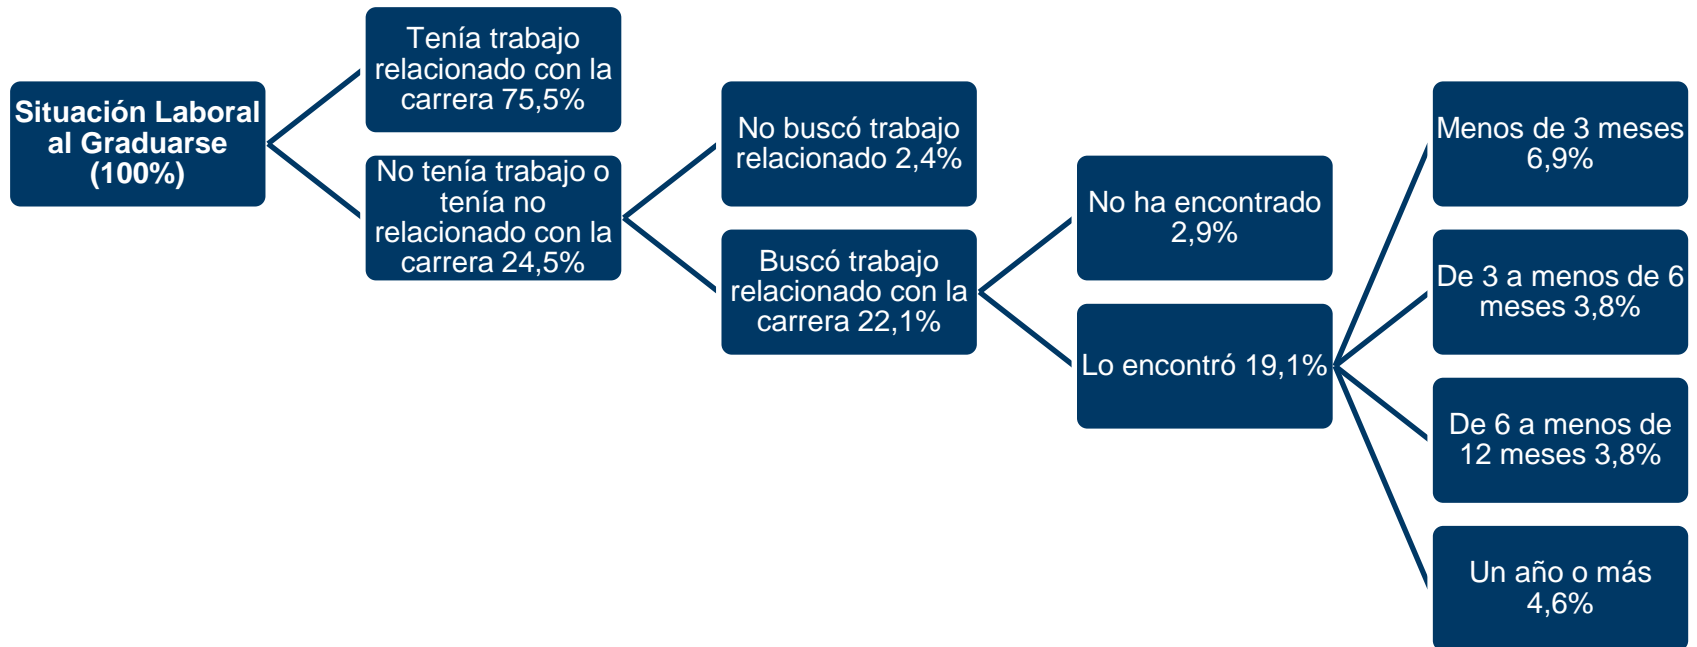 Situación Laboral
al Graduarse
(100%)
Tenía trabajo
relacionado con la
carrera 75,5%
No tenía trabajo o
tenía no
relacionado con la
carrera 24,5%
No buscó trabajo
relacionado 2,4%
Buscó trabajo
relacionado con la
carrera 22,1%
No ha encontrado
2,9%
Lo encontró 19,1%
Menos de 3 meses
6,9%
De 3 a menos de 6
meses 3,8%
De 6 a menos de
12 meses 3,8%
Un año o más
4,6%